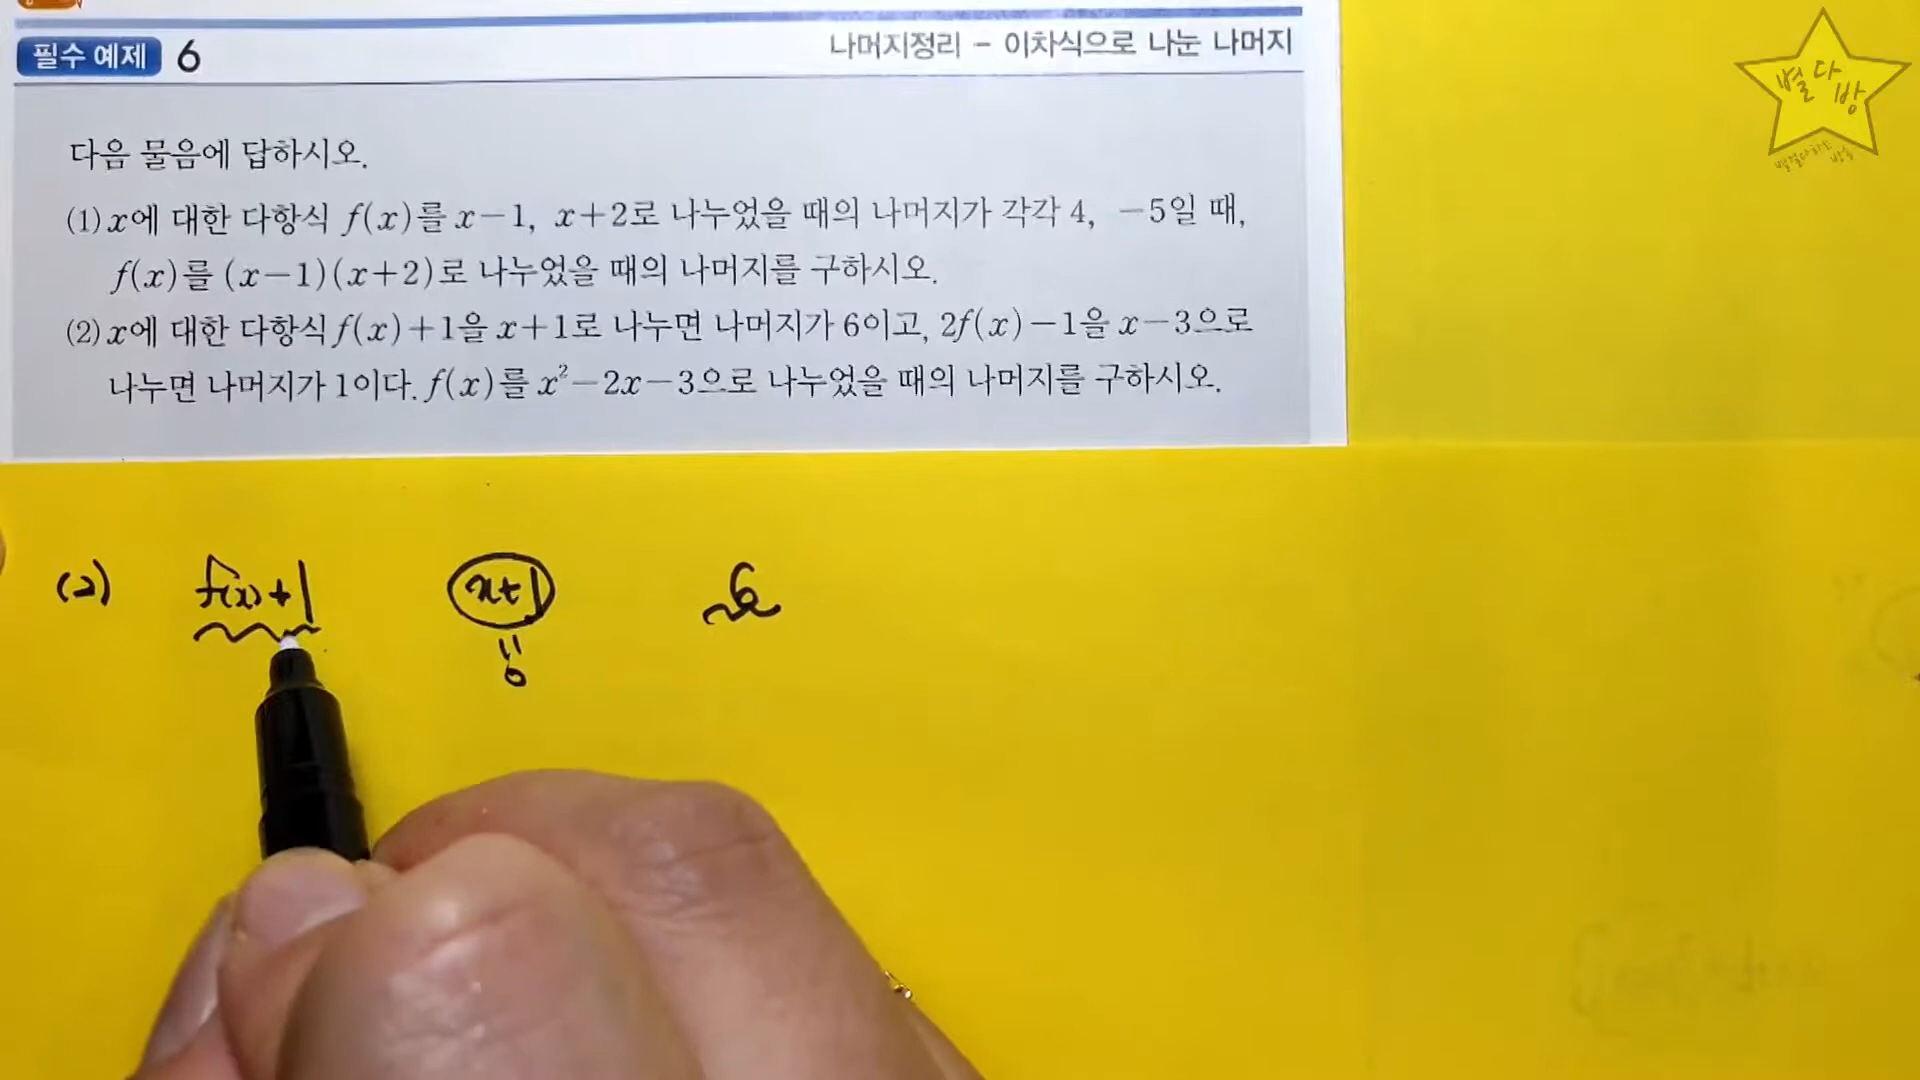 필수 예제 6
나머지정리 - 이차식으로 나눈 나머지
다음 물음에 답하시오.
(1) x에 대한 다항식 f(x)를 x-1, x+2로 나누었을 때의 나머지가 각각 4, -5일 때,
f(x)를 (x-1)(x+2)로 나누었을 때의 나머지를 구하시오.
(2) x에 대한 다항식 f(x)+1을 x+1로 나누면 나머지가 6이고, 2f(x)-1을 x-3으로
나누면 나머지가 1이다. f(x)를 x²-2x-3으로 나누었을 때의 나머지를 구하시오.
별다방
(2) f(x)+1 x+1 6
=
0